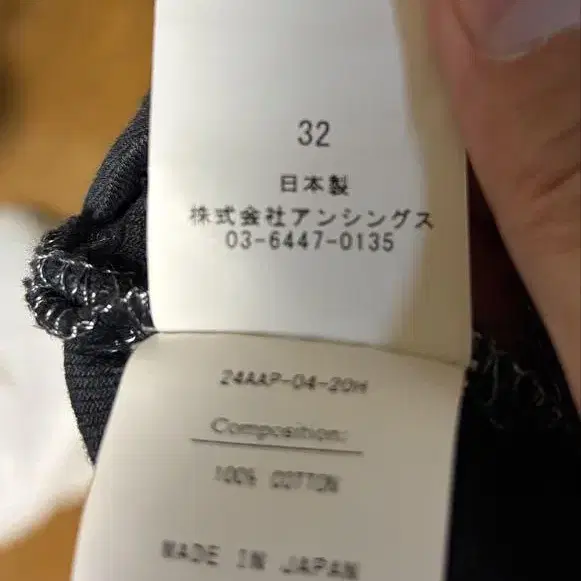 32
日本製
株式会社アンシングス
03-6447-0135
24AAP-04-20H
Composition:
100% COTTON
MADE IN JAPAN